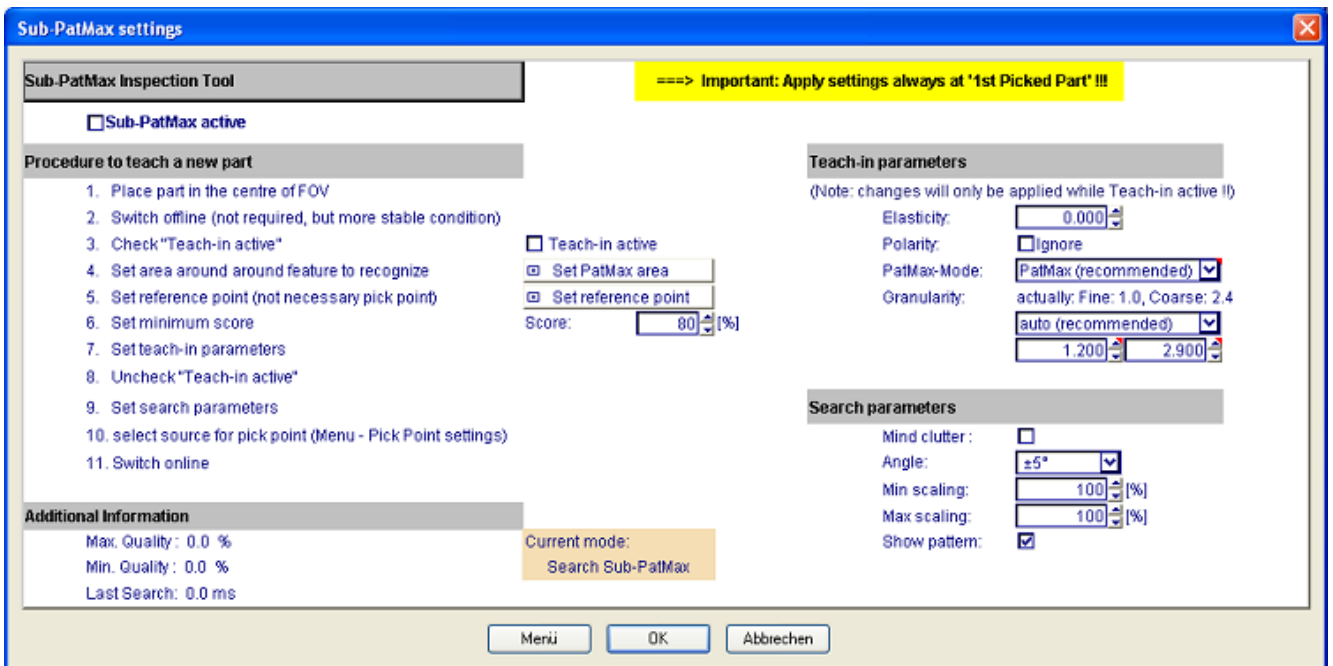 Sub-PatMax settings
Sub-PatMax Inspection Tool
===> Important: Apply settings always at '1st Picked Part' !!!
Sub-PatMax active
Procedure to teach a new part
1. Place part in the centre of FOV
2. Switch offline (not required, but more stable condition)
3. Check "Teach-in active"
Teach-in active
4. Set area around around feature to recognize
Set PatMax area
5. Set reference point (not necessary pick point)
Set reference point
6. Set minimum score
Score: 80 [%]
7. Set teach-in parameters
8. Uncheck "Teach-in active"
9. Set search parameters
10. select source for pick point (Menu - Pick Point settings)
11. Switch online
Teach-in parameters
(Note: changes will only be applied while Teach-in active !!)
Elasticity: 0.000
Polarity: Ignore
PatMax-Mode: PatMax (recommended)
Granularity: actually: Fine: 1.0, Coarse: 2.4
auto (recommended)
1.200 2.900
Search parameters
Mind clutter :
Angle: ±5°
Min scaling: 100 [%]
Max scaling: 100 [%]
Show pattern:
Additional Information
Max. Quality : 0.0 %
Min. Quality : 0.0 %
Last Search: 0.0 ms
Current mode:
Search Sub-PatMax
Menü OK Abbrechen